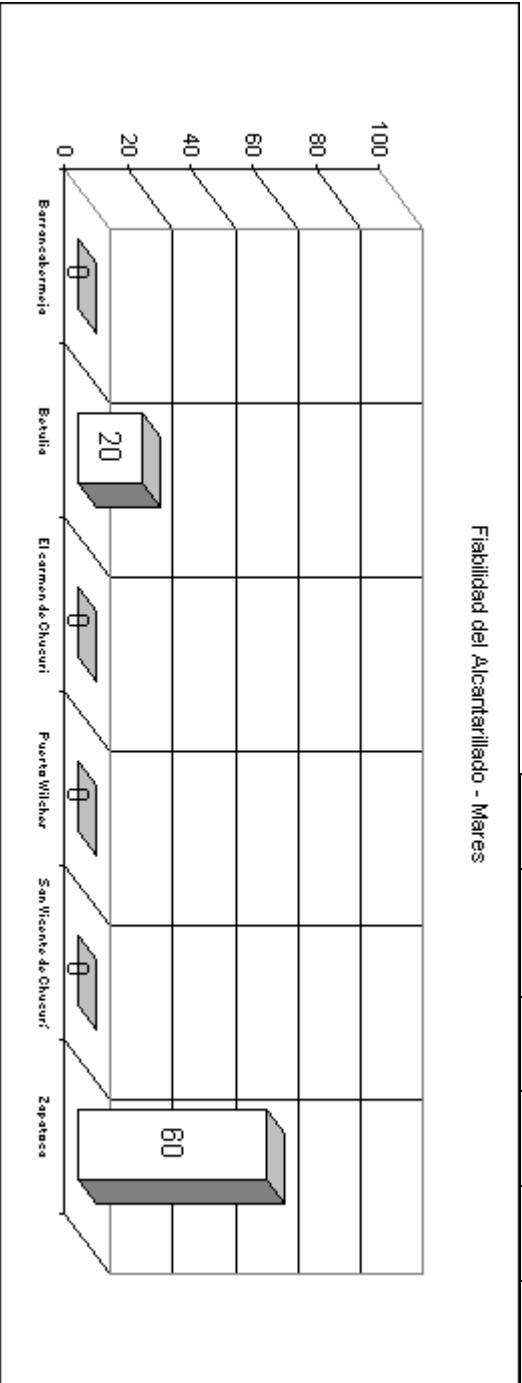 Fiabilidad del Alcantarillado - Mares
100
80
60
40
20
0
0
20
0
0
0
60
Barrancabermeja
Betulia
El carmen de Chucuri
Puerto Wilches
San Vicente de Chucurí
Zapatoca